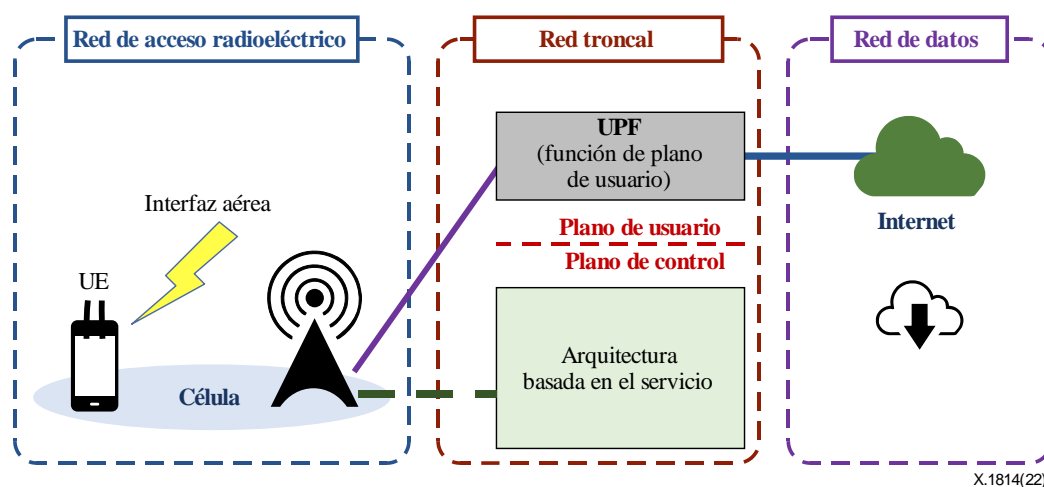 Red de acceso radioeléctrico
Red troncal
Red de datos
UPF
(función de plano
de usuario)
Interfaz aérea
Internet
Plano de usuario
Plano de control
UE
Arquitectura
basada en el servicio
Célula
X.1814(22)